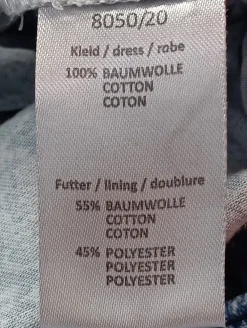 8050/20
Kleid / dress / robe
100% BAUMWOLLE
COTTON
COTON
Futter / lining / doublure
55% BAUMWOLLE
COTTON
COTON
45% POLYESTER
POLYESTER
POLYESTER